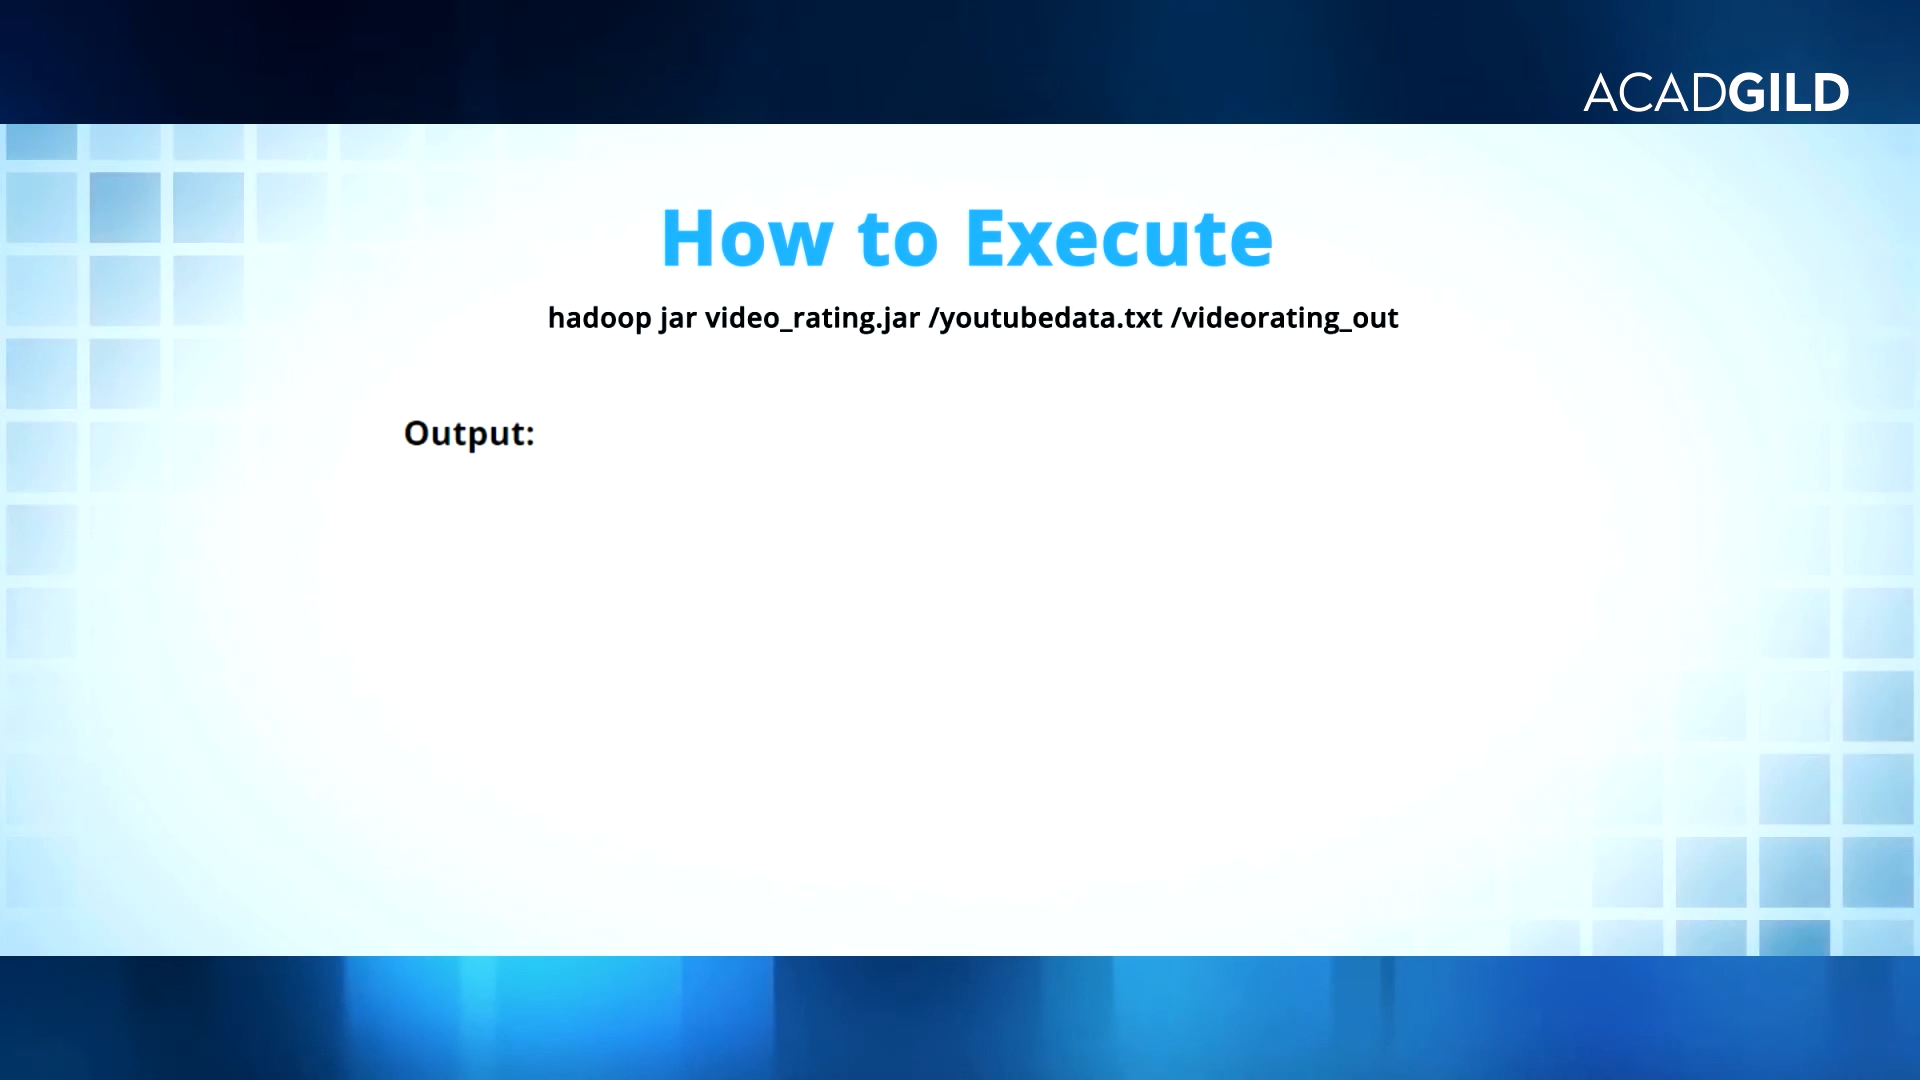 ACADGILD
How to Execute
hadoop jar video_rating.jar /youtubedata.txt /videorating_out
Output: